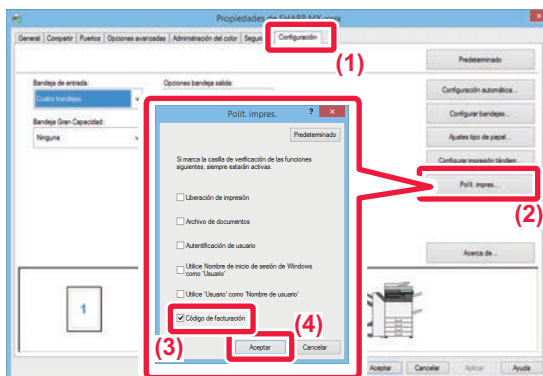 Propiedades de SHARP MX-xxxx
General Compartir Puertos Opciones avanzadas Administración del color Seguri Configuración
(1)
Predeterminado
Bandeja de entrada:
Opciones bandeja salida:
Cuatro bandejas
Configuración automática...
Configurar bandejas...
Bandeja Gran Capacidad:
Ninguna
Ajustes tipo de papel...
Configurar impresión tándem...
Polít. impres...
(2)
Acerca de...
Polít. impres.
? ×
Predeterminado
Si marca la casilla de verificación de las funciones
siguientes, siempre estarán activas.
Liberación de impresión
Archivo de documentos
Autentificación de usuario
Utilice Nombre de inicio de sesión de Windows
como 'Usuario'
Utilice 'Usuario' como 'Nombre de usuario'
Código de facturación
(3)
(4)
Aceptar Cancelar
1
Aceptar Cancelar Aplicar Ayuda